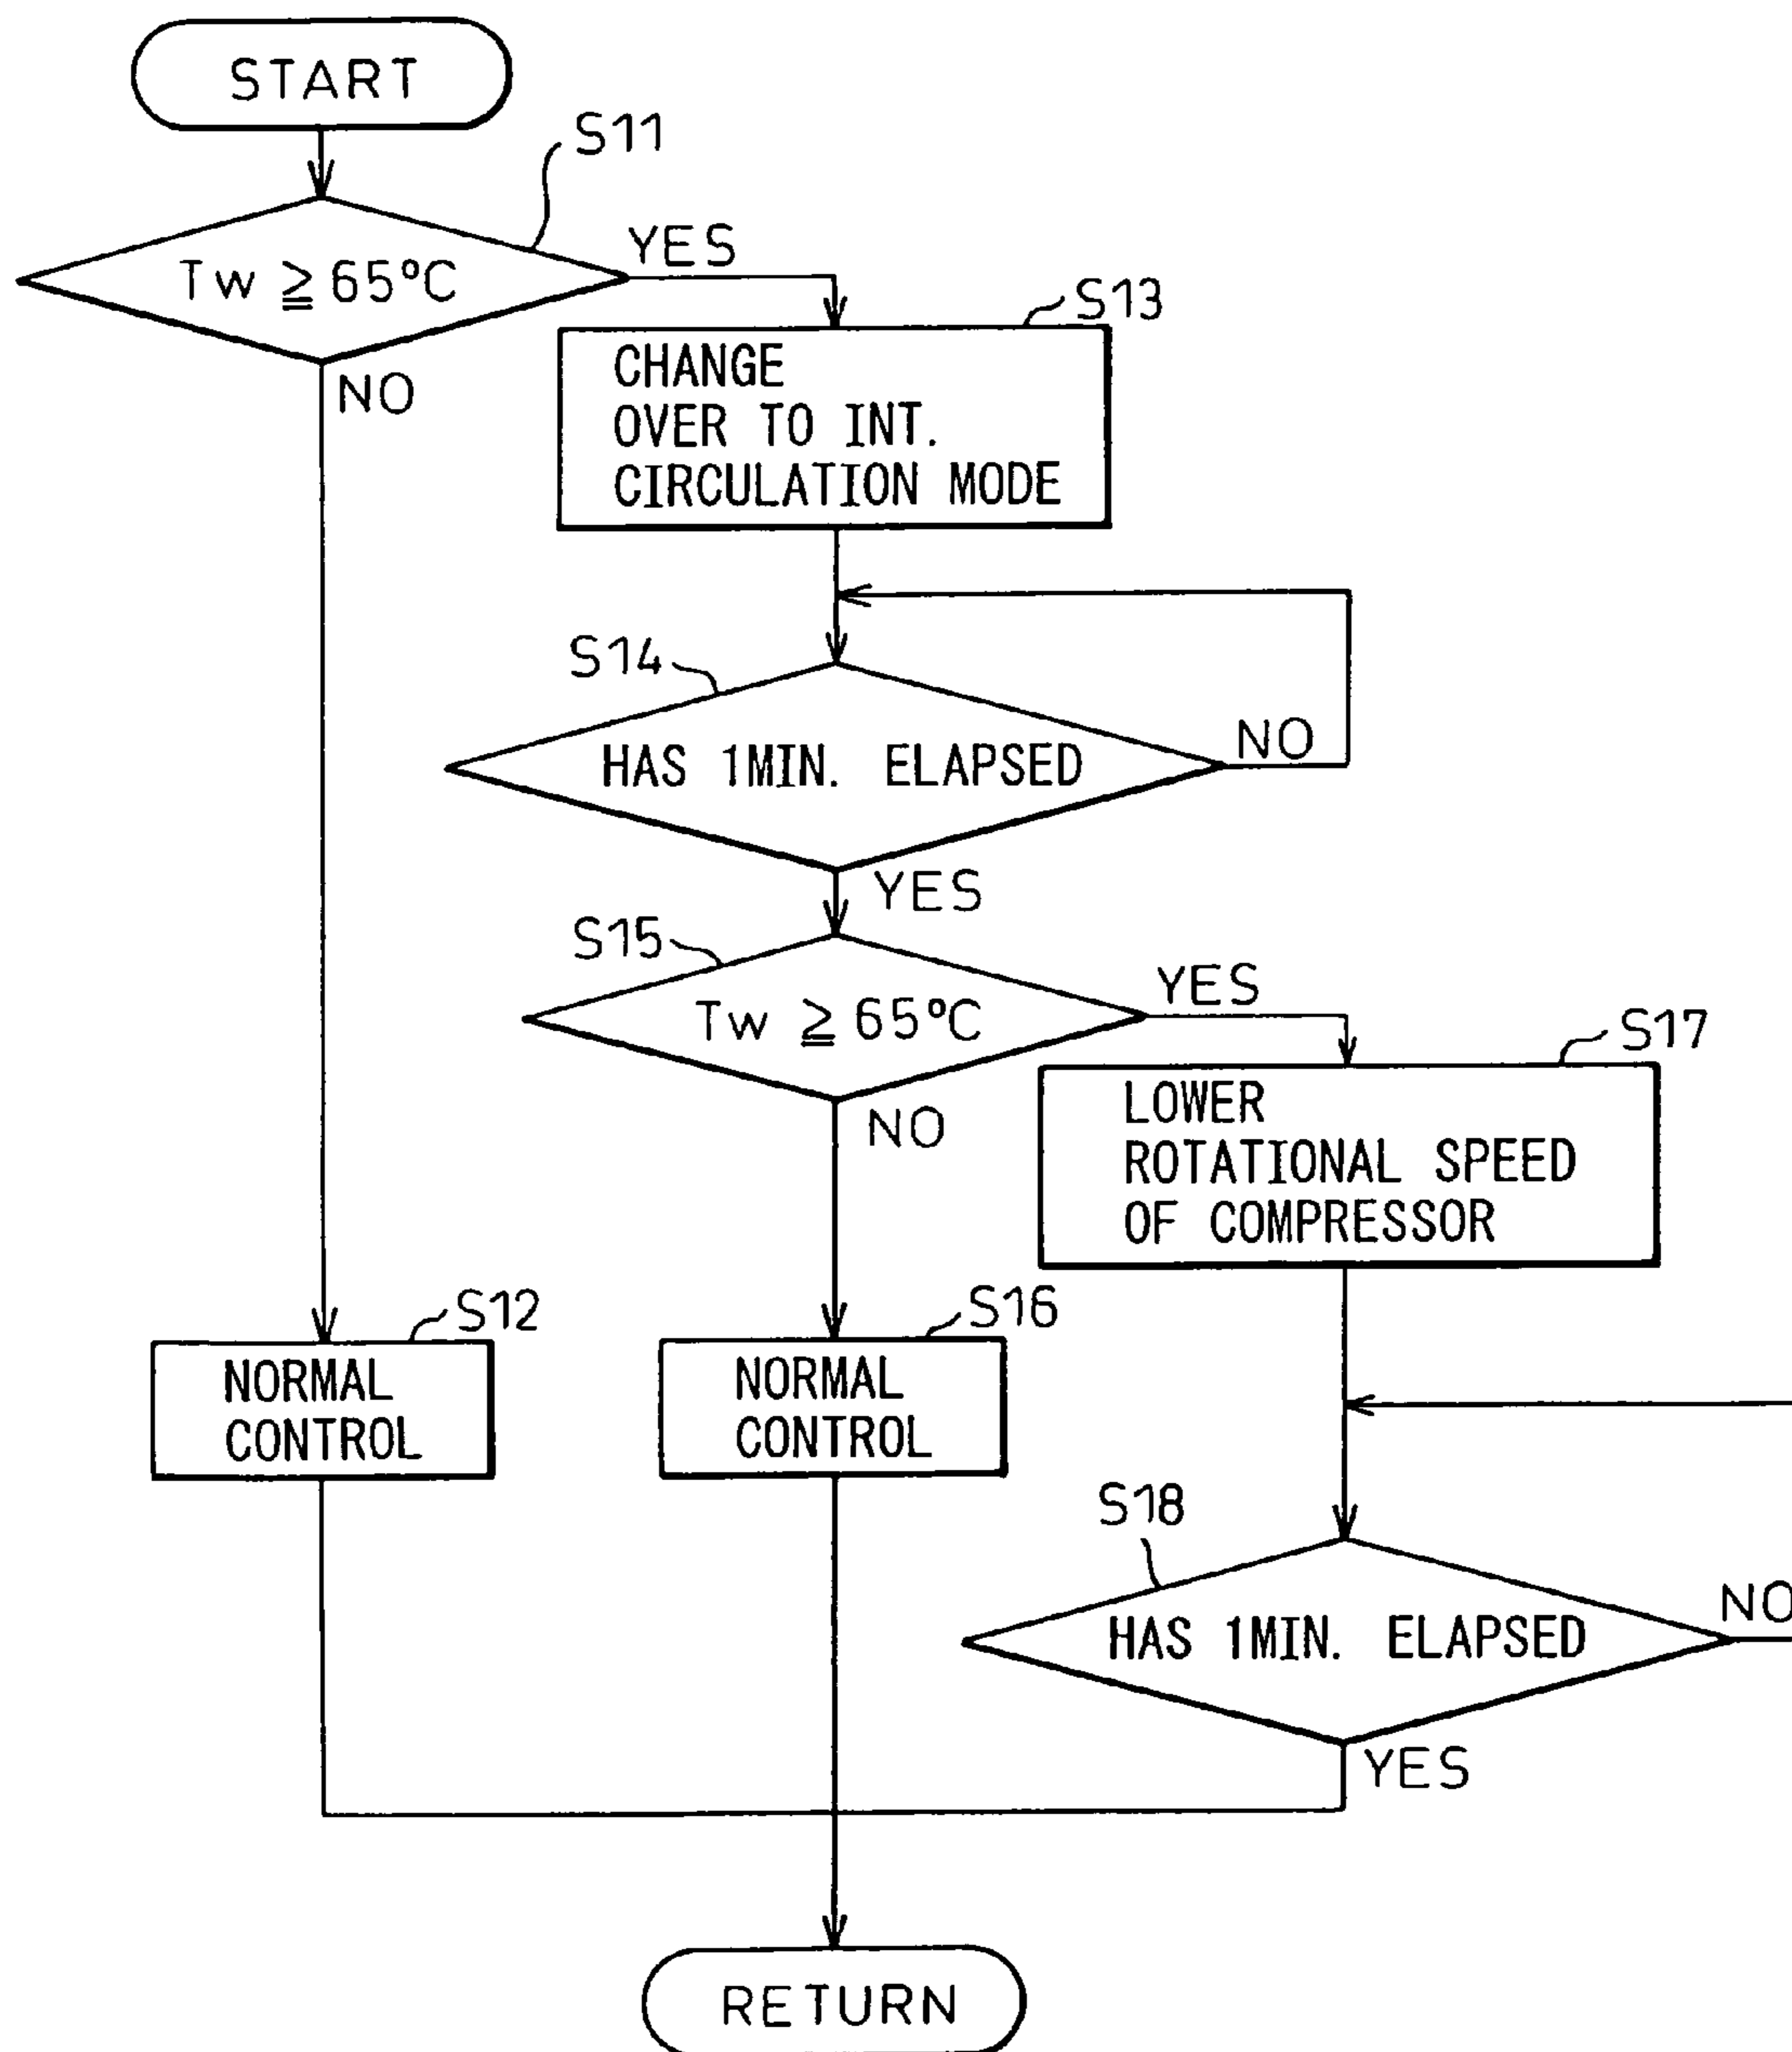 START
S11
Tw ≧ 65°C
YES
NO
S13
CHANGE
OVER TO INT.
CIRCULATION MODE
S14
HAS 1MIN. ELAPSED
NO
YES
S15
Tw ≧ 65°C
YES
NO
S17
LOWER
ROTATIONAL SPEED
OF COMPRESSOR
S12
NORMAL
CONTROL
S16
NORMAL
CONTROL
S18
HAS 1MIN. ELAPSED
NO
YES
RETURN